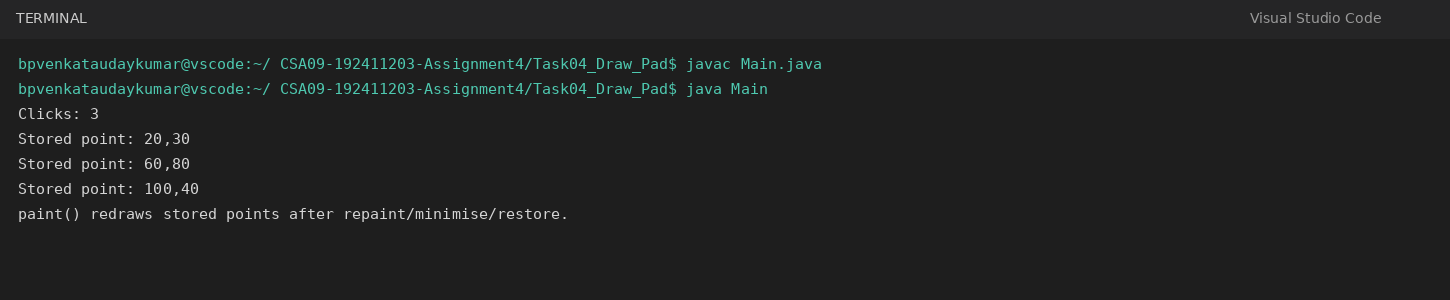 TERMINAL
Visual Studio Code
bpvenkataudaykumar@vscode:~/ CSA09-192411203-Assignment4/Task04_Draw_Pad$ javac Main.java
bpvenkataudaykumar@vscode:~/ CSA09-192411203-Assignment4/Task04_Draw_Pad$ java Main
Clicks: 3
Stored point: 20,30
Stored point: 60,80
Stored point: 100,40
paint() redraws stored points after repaint/minimise/restore.